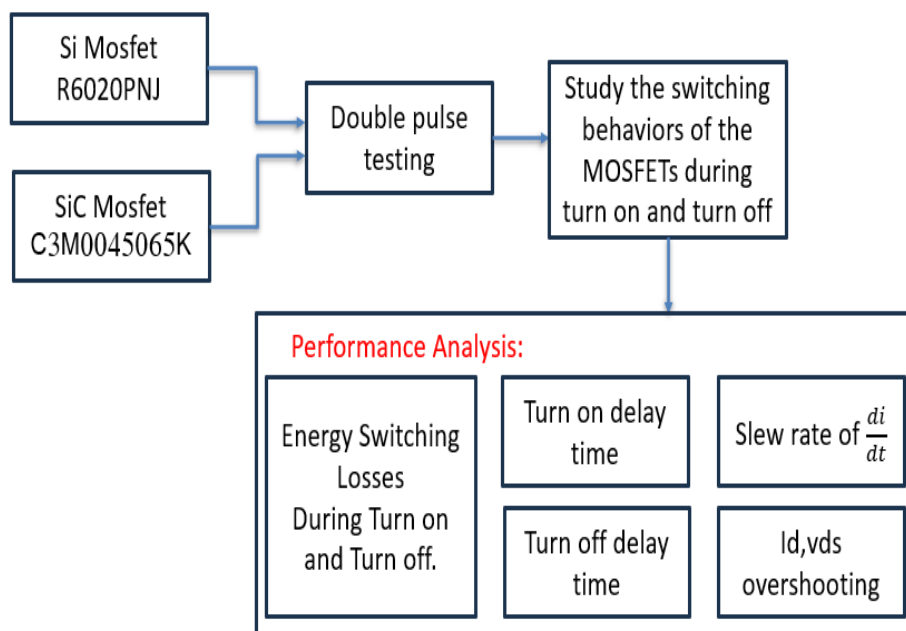 Si Mosfet
R6020PNJ
SiC Mosfet
C3M0045065K
Double pulse
testing
Study the switching
behaviors of the
MOSFETs during
turn on and turn off
Performance Analysis:
Energy Switching
Losses
During Turn on
and Turn off.
Turn on delay
time
Turn off delay
time
Slew rate of di/dt
Id,vds
overshooting